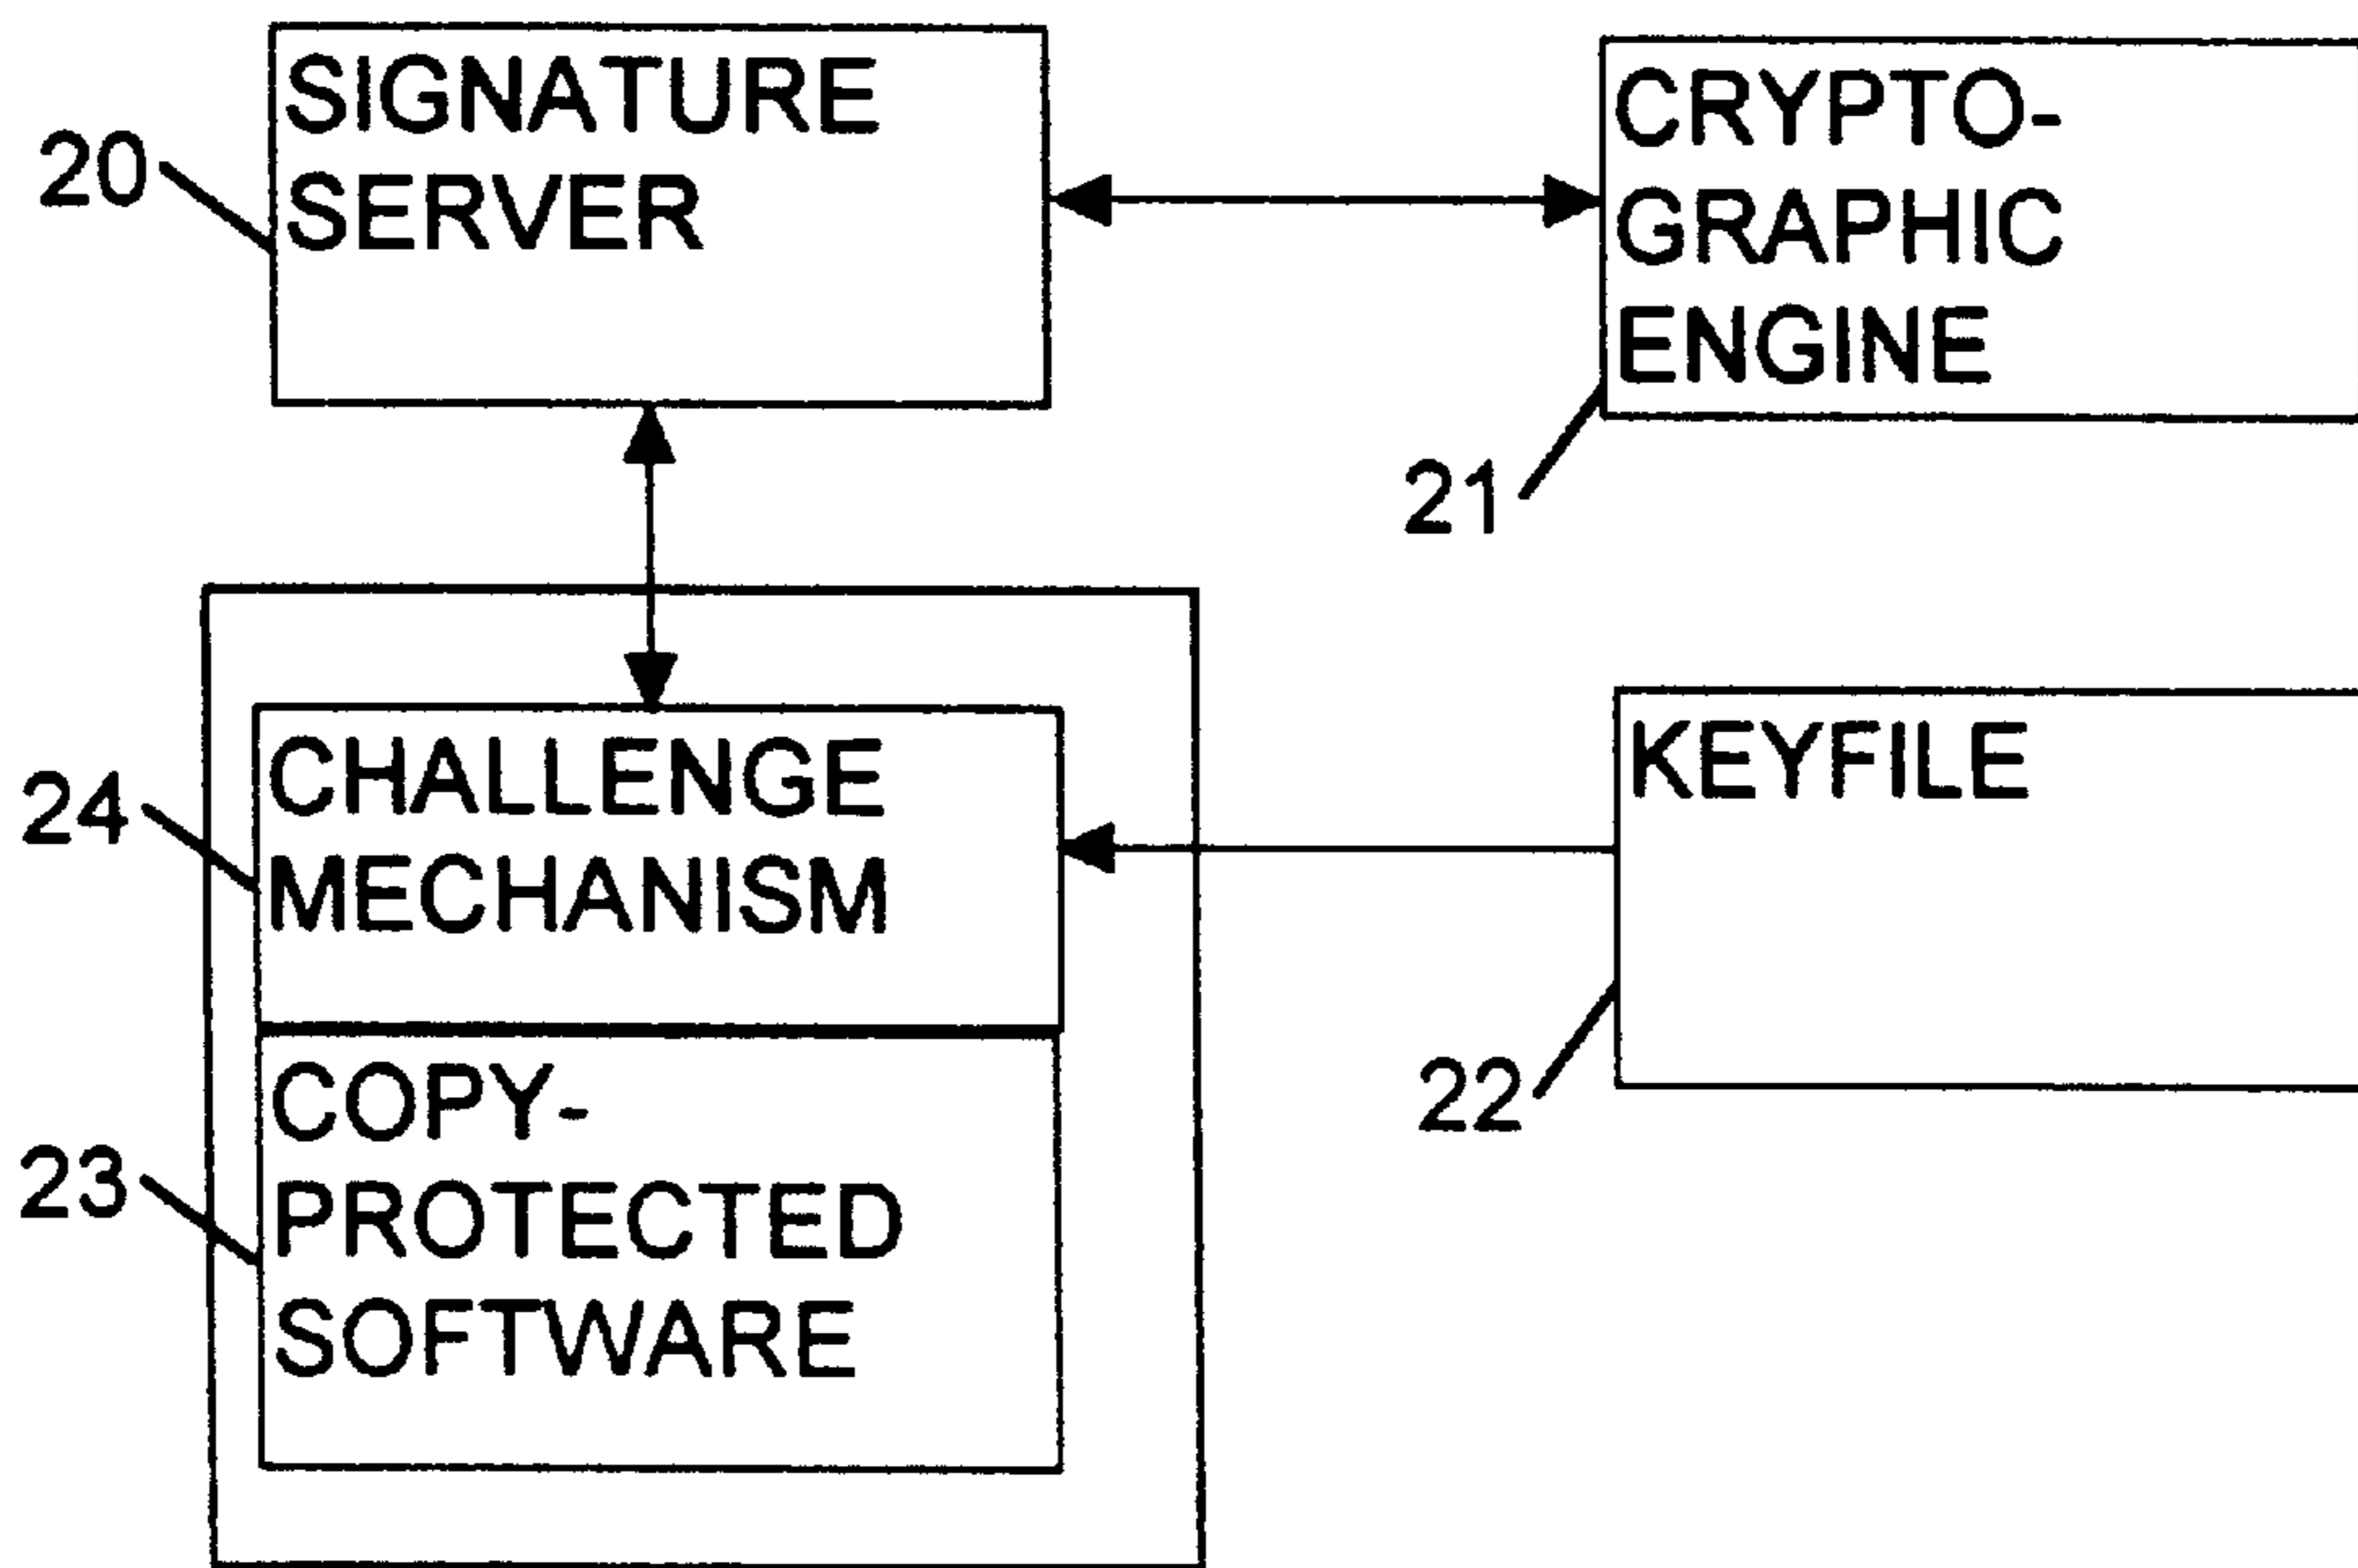 SIGNATURE
SERVER
20
CRYPTO-
GRAPHIC
ENGINE
21
CHALLENGE
MECHANISM
24
KEYFILE
22
COPY-
PROTECTED
SOFTWARE
23